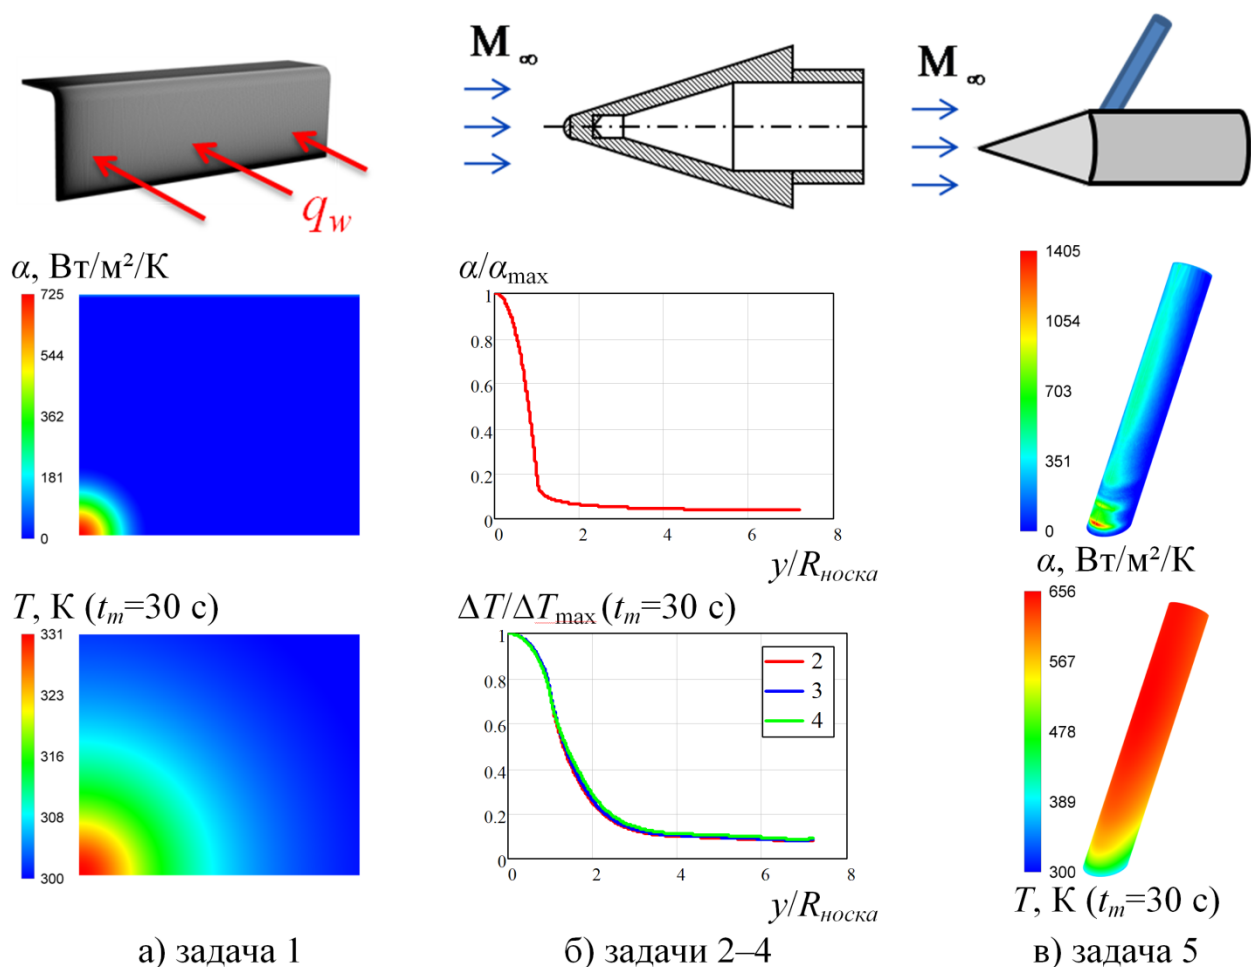 q_w
α, Вт/м²/К
725
544
362
181
0
T, К (t_m=30 с)
331
323
316
308
300
а) задача 1
M∞
α/α_max
1
0.8
0.6
0.4
0.2
0
0 2 4 6 8
y/R_носка
ΔT/ΔT_max (t_m=30 с)
1
0.8
0.6
0.4
0.2
0
2
3
4
0 2 4 6 8
y/R_носка
б) задачи 2–4
M∞
1405
1054
703
351
0
α, Вт/м²/К
656
567
478
389
300
T, К (t_m=30 с)
в) задача 5